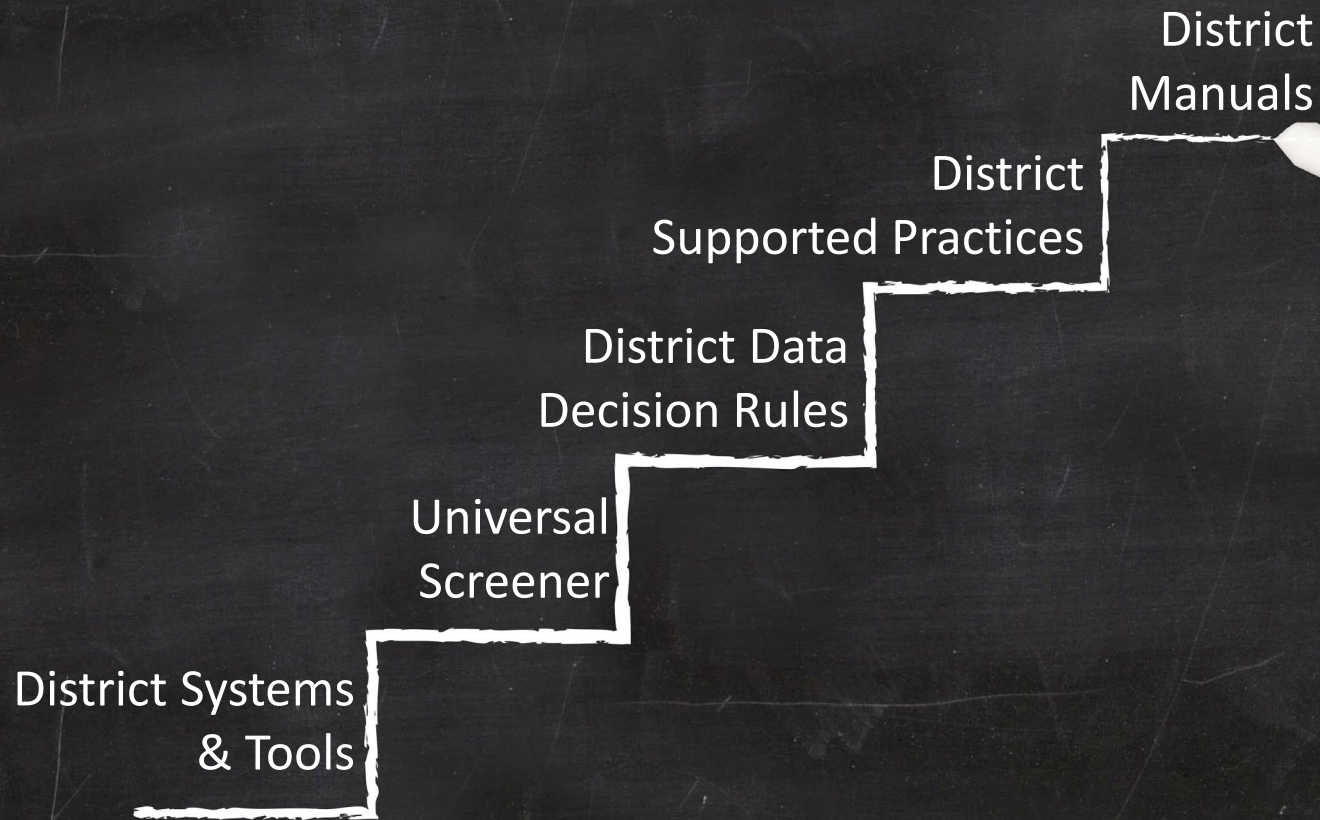 District
Manuals
District
Supported Practices
District Data
Decision Rules
Universal
Screener
District Systems
& Tools